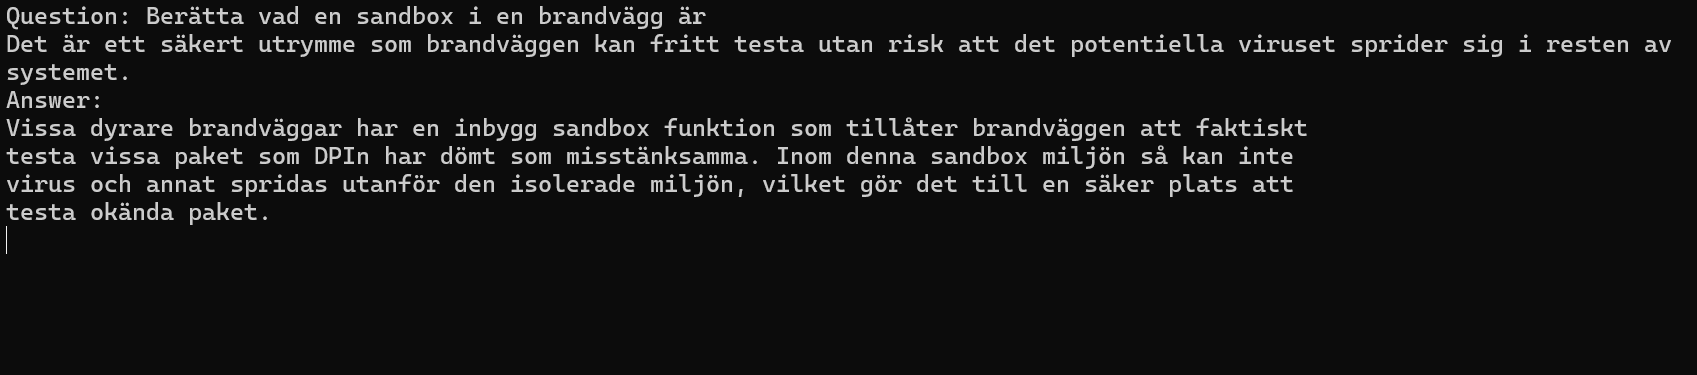 Question: Berätta vad en sandbox i en brandvägg är
Det är ett säkert utrymme som brandväggen kan fritt testa utan risk att det potentiella viruset sprider sig i resten av
systemet.
Answer:
Vissa dyrare brandväggar har en inbygg sandbox funktion som tillåter brandväggen att faktiskt
testa vissa paket som DPIn har dömt som misstänksamma. Inom denna sandbox miljön så kan inte
virus och annat spridas utanför den isolerade miljön, vilket gör det till en säker plats att
testa okända paket.